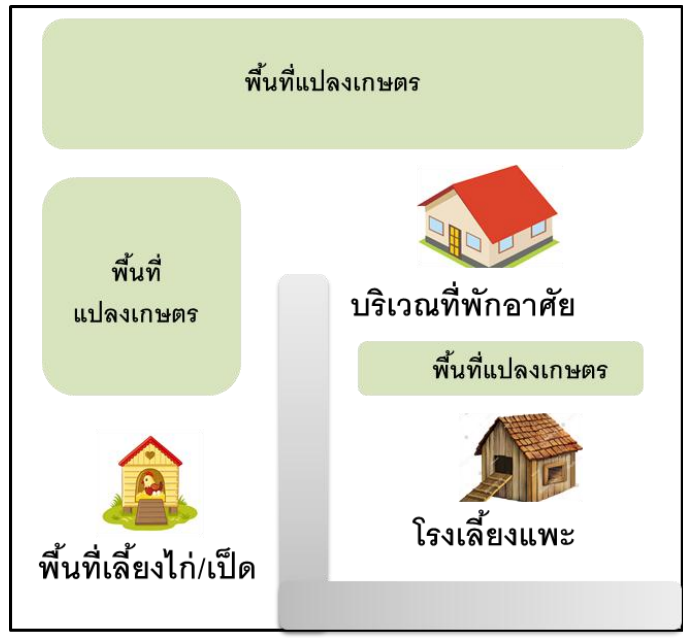 พื้นที่แปลงเกษตร
พื้นที่
แปลงเกษตร
บริเวณที่พักอาศัย
พื้นที่แปลงเกษตร
โรงเลี้ยงแพะ
พื้นที่เลี้ยงไก่/เป็ด